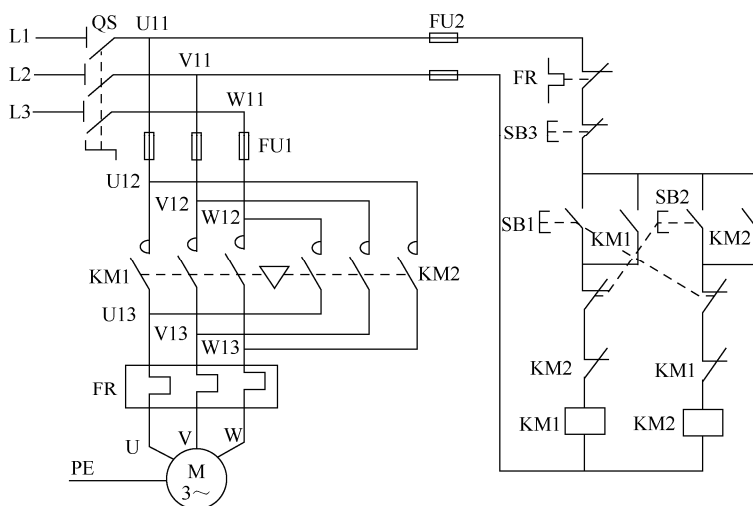 L1
QS
U11
FU2
L2
V11
FR
L3
W11
SB3
FU1
U12
V12
W12
SB1
KM1
SB2
KM2
KM1
KM2
U13
V13
W13
KM2
KM1
FR
KM1
KM2
U
V
W
PE
M
3～